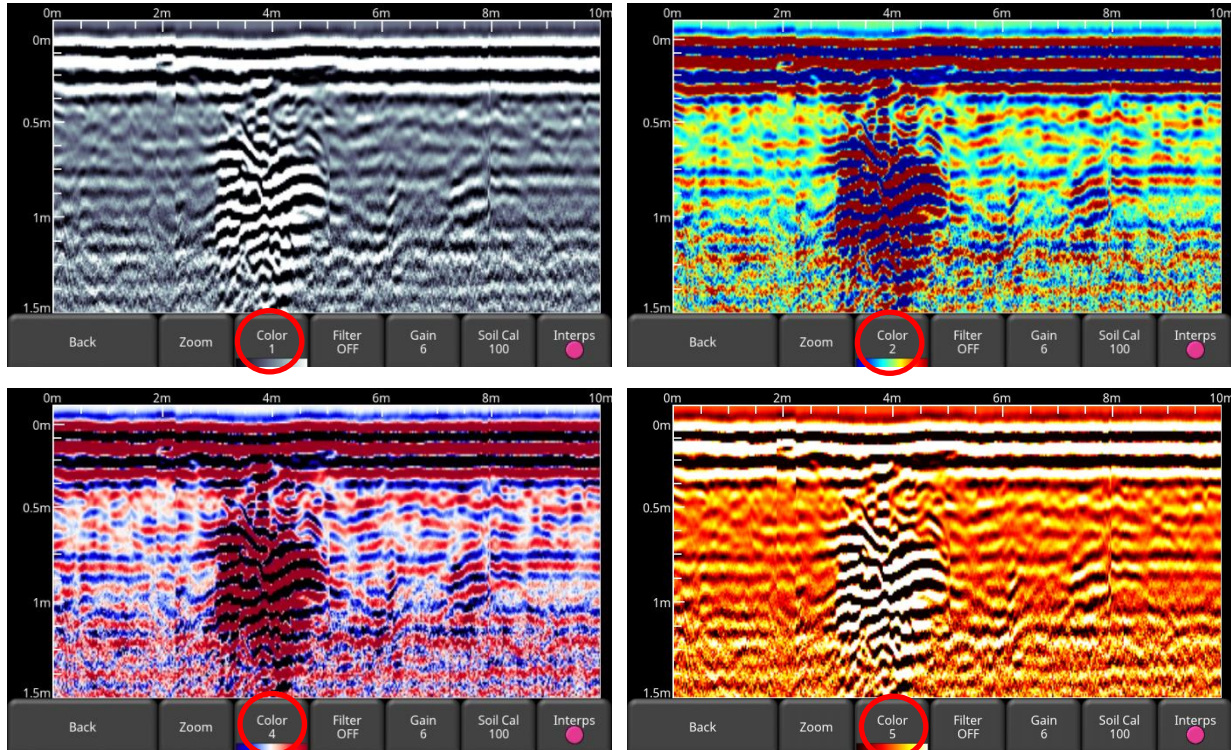 0m 2m 4m 6m 8m 10m
0m
0.5m
1m
1.5m
Back Zoom Color 1 Filter OFF Gain 6 Soil Cal 100 Interps
0m 2m 4m 6m 8m 10m
0m
0.5m
1m
1.5m
Back Zoom Color 2 Filter OFF Gain 6 Soil Cal 100 Interps
0m 2m 4m 6m 8m 10m
0m
0.5m
1m
1.5m
Back Zoom Color 4 Filter OFF Gain 6 Soil Cal 100 Interps
0m 2m 4m 6m 8m 10m
0m
0.5m
1m
1.5m
Back Zoom Color 5 Filter OFF Gain 6 Soil Cal 100 Interps